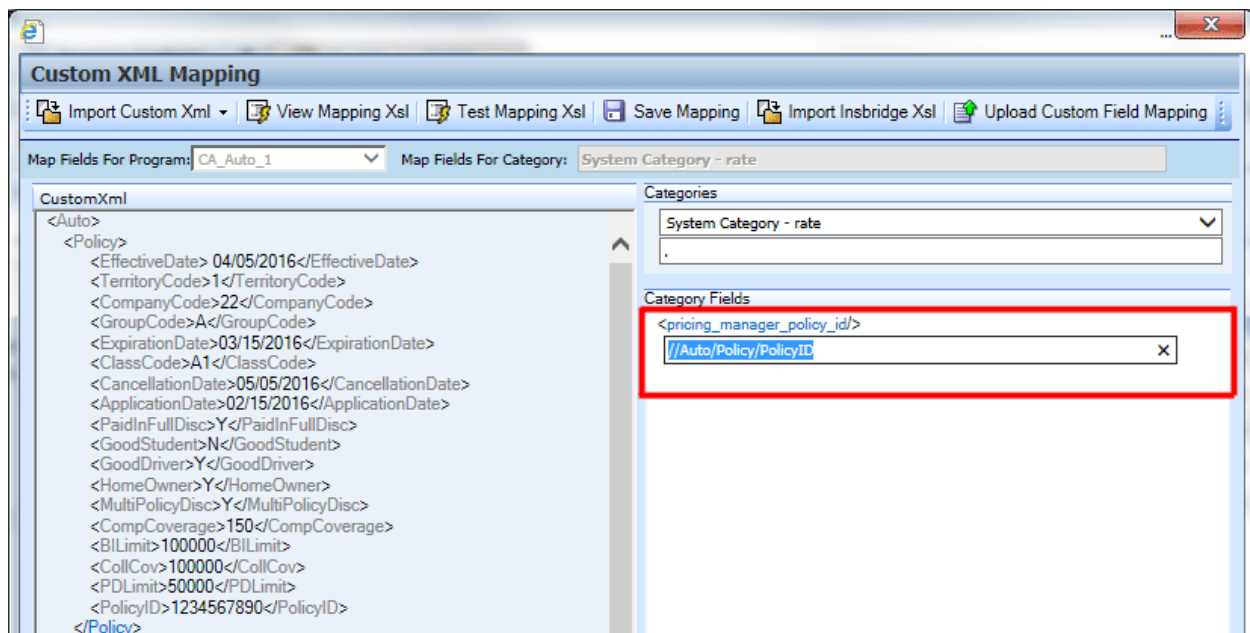 Custom XML Mapping
Import Custom Xml View Mapping Xsl Test Mapping Xsl Save Mapping Import Insbridge Xsl Upload Custom Field Mapping
Map Fields For Program: CA_Auto_1 Map Fields For Category: System Category - rate
CustomXml
<Auto>
<Policy>
<EffectiveDate> 04/05/2016</EffectiveDate>
<TerritoryCode>1</TerritoryCode>
<CompanyCode>22</CompanyCode>
<GroupCode>A</GroupCode>
<ExpirationDate>03/15/2016</ExpirationDate>
<ClassCode>A1</ClassCode>
<CancellationDate>05/05/2016</CancellationDate>
<ApplicationDate>02/15/2016</ApplicationDate>
<PaidInFullDisc>Y</PaidInFullDisc>
<GoodStudent>N</GoodStudent>
<GoodDriver>Y</GoodDriver>
<HomeOwner>Y</HomeOwner>
<MultiPolicyDisc>Y</MultiPolicyDisc>
<CompCoverage>150</CompCoverage>
<BILimit>100000</BILimit>
<CollCov>100000</CollCov>
<PDLimit>50000</PDLimit>
<PolicyID>1234567890</PolicyID>
</Policy>
Categories
System Category - rate
.
Category Fields
<pricing_manager_policy_id/>
//Auto/Policy/PolicyID